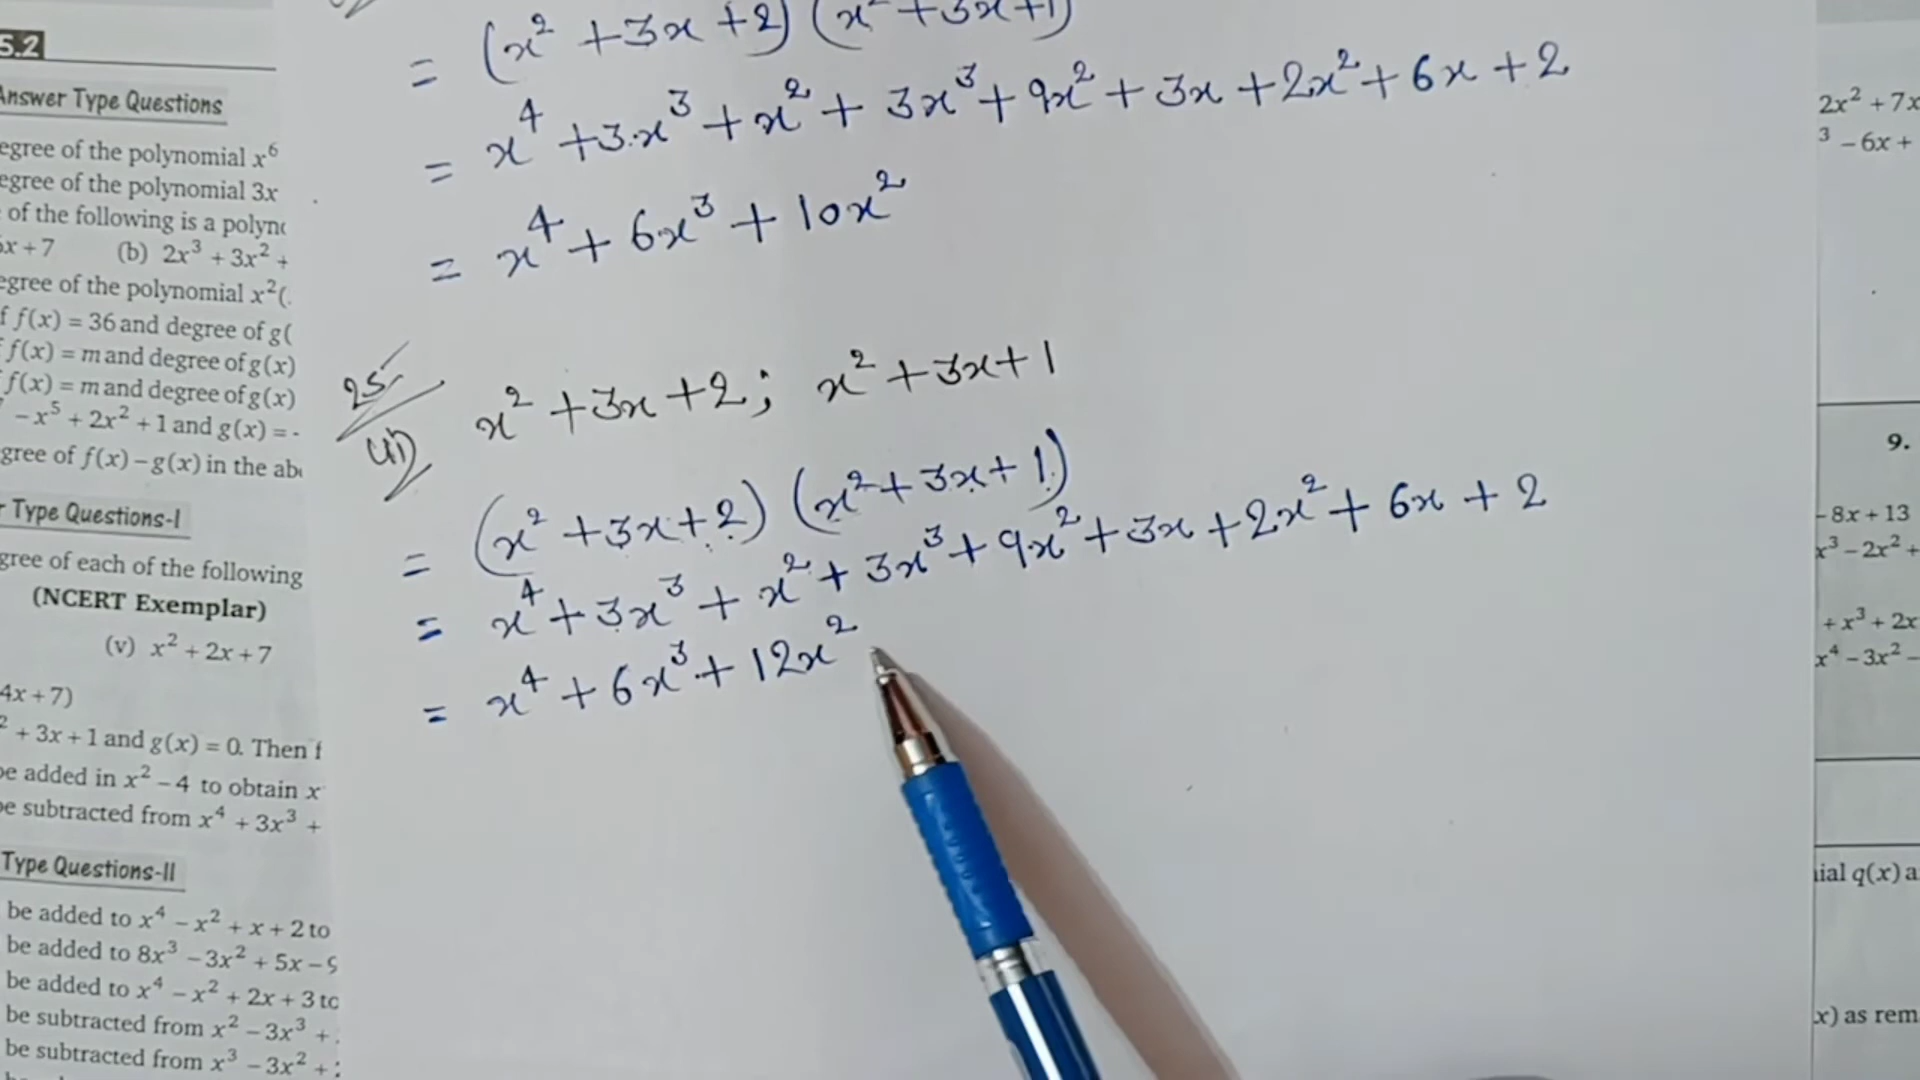 5.2
Answer Type Questions
egree of the polynomial x⁶
egree of the polynomial 3x
of the following is a polyn
x + 7 (b) 2x³ + 3x² +
egree of the polynomial x²(
f f(x) = 36 and degree of g(
f(x) = m and degree of g(x)
f(x) = m and degree of g(x)
- x⁵ + 2x² + 1 and g(x) = -
gree of f(x) – g(x) in the ab
Type Questions-I
gree of each of the following
(NCERT Exemplar)
(v) x² + 2x + 7
4x + 7)
² + 3x + 1 and g(x) = 0. Then f
be added in x² – 4 to obtain x
be subtracted from x⁴ + 3x³ +
Type Questions-II
be added to x⁴ – x² + x + 2 to
be added to 8x³ – 3x² + 5x –
be added to x⁴ – x² + 2x + 3 to
be subtracted from x² – 3x³ +
be subtracted from x³ – 3x² +
= (x² + 3x + 2) (x² + 3x + 1)
= x⁴ + 3x³ + x² + 3x³ + 9x² + 3x + 2x² + 6x + 2
= x⁴ + 6x³ + 10x²
25
x² + 3x + 2; x² + 3x + 1
= (x² + 3x + 2) (x² + 3x + 1)
= x⁴ + 3x³ + x² + 3x³ + 9x² + 3x + 2x² + 6x + 2
= x⁴ + 6x³ + 12x²
2x² + 7x
³ – 6x +
9.
– 8x + 13
x³ – 2x² +
+ x³ + 2x
x⁴ – 3x² –
ial q(x) a
x) as rem